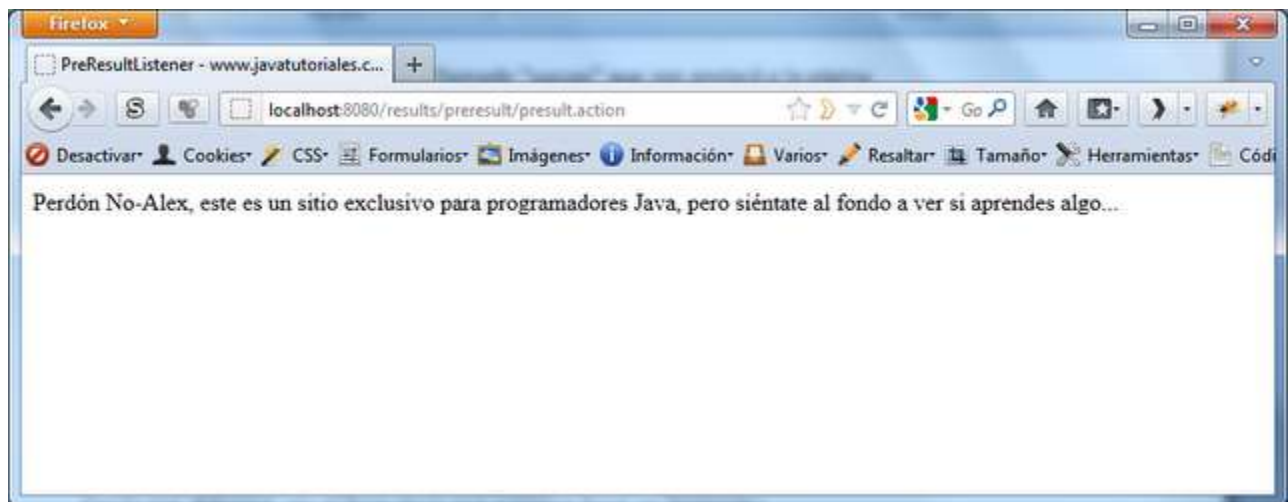 Firefox
PreResultListener - www.javatutoriales.c... +
localhost:8080/results/preresult/presult.action Go
S
Desactivar Cookies CSS Formularios Imágenes Información Varios Resaltar Tamaño Herramientas Códi
Perdón No-Alex, este es un sitio exclusivo para programadores Java, pero siéntate al fondo a ver si aprendes algo...